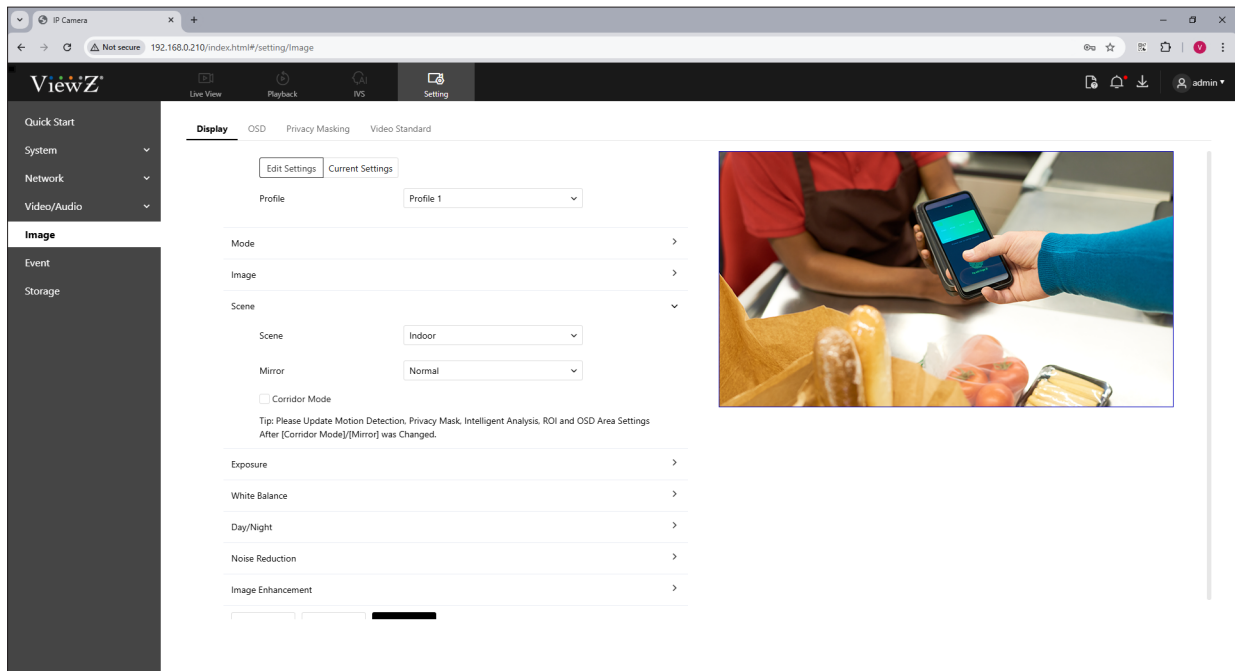 IP Camera
Not secure 192.168.0.210/index.html#/setting/Image
V
ViewZ
Live View
Playback
IVS
Setting
admin
Quick Start
System
Network
Video/Audio
Image
Event
Storage
Display OSD Privacy Masking Video Standard
Edit Settings Current Settings
Profile Profile 1
Mode
Image
Scene
Scene Indoor
Mirror Normal
Corridor Mode
Tip: Please Update Motion Detection, Privacy Mask, Intelligent Analysis, ROI and OSD Area Settings
After [Corridor Mode]/[Mirror] was Changed.
Exposure
White Balance
Day/Night
Noise Reduction
Image Enhancement